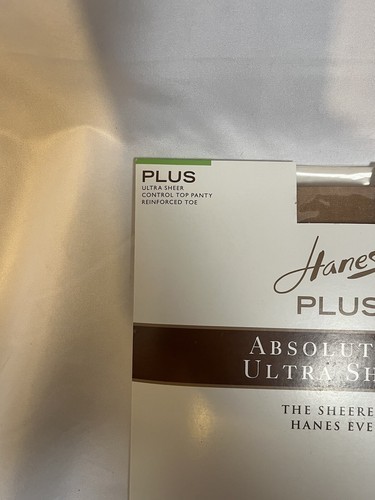 PLUS
ULTRA SHEER
CONTROL TOP PANTY
REINFORCED TOE
Hanes
PLUS
ABSOLUT
ULTRA SH
THE SHEERE
HANES EVE